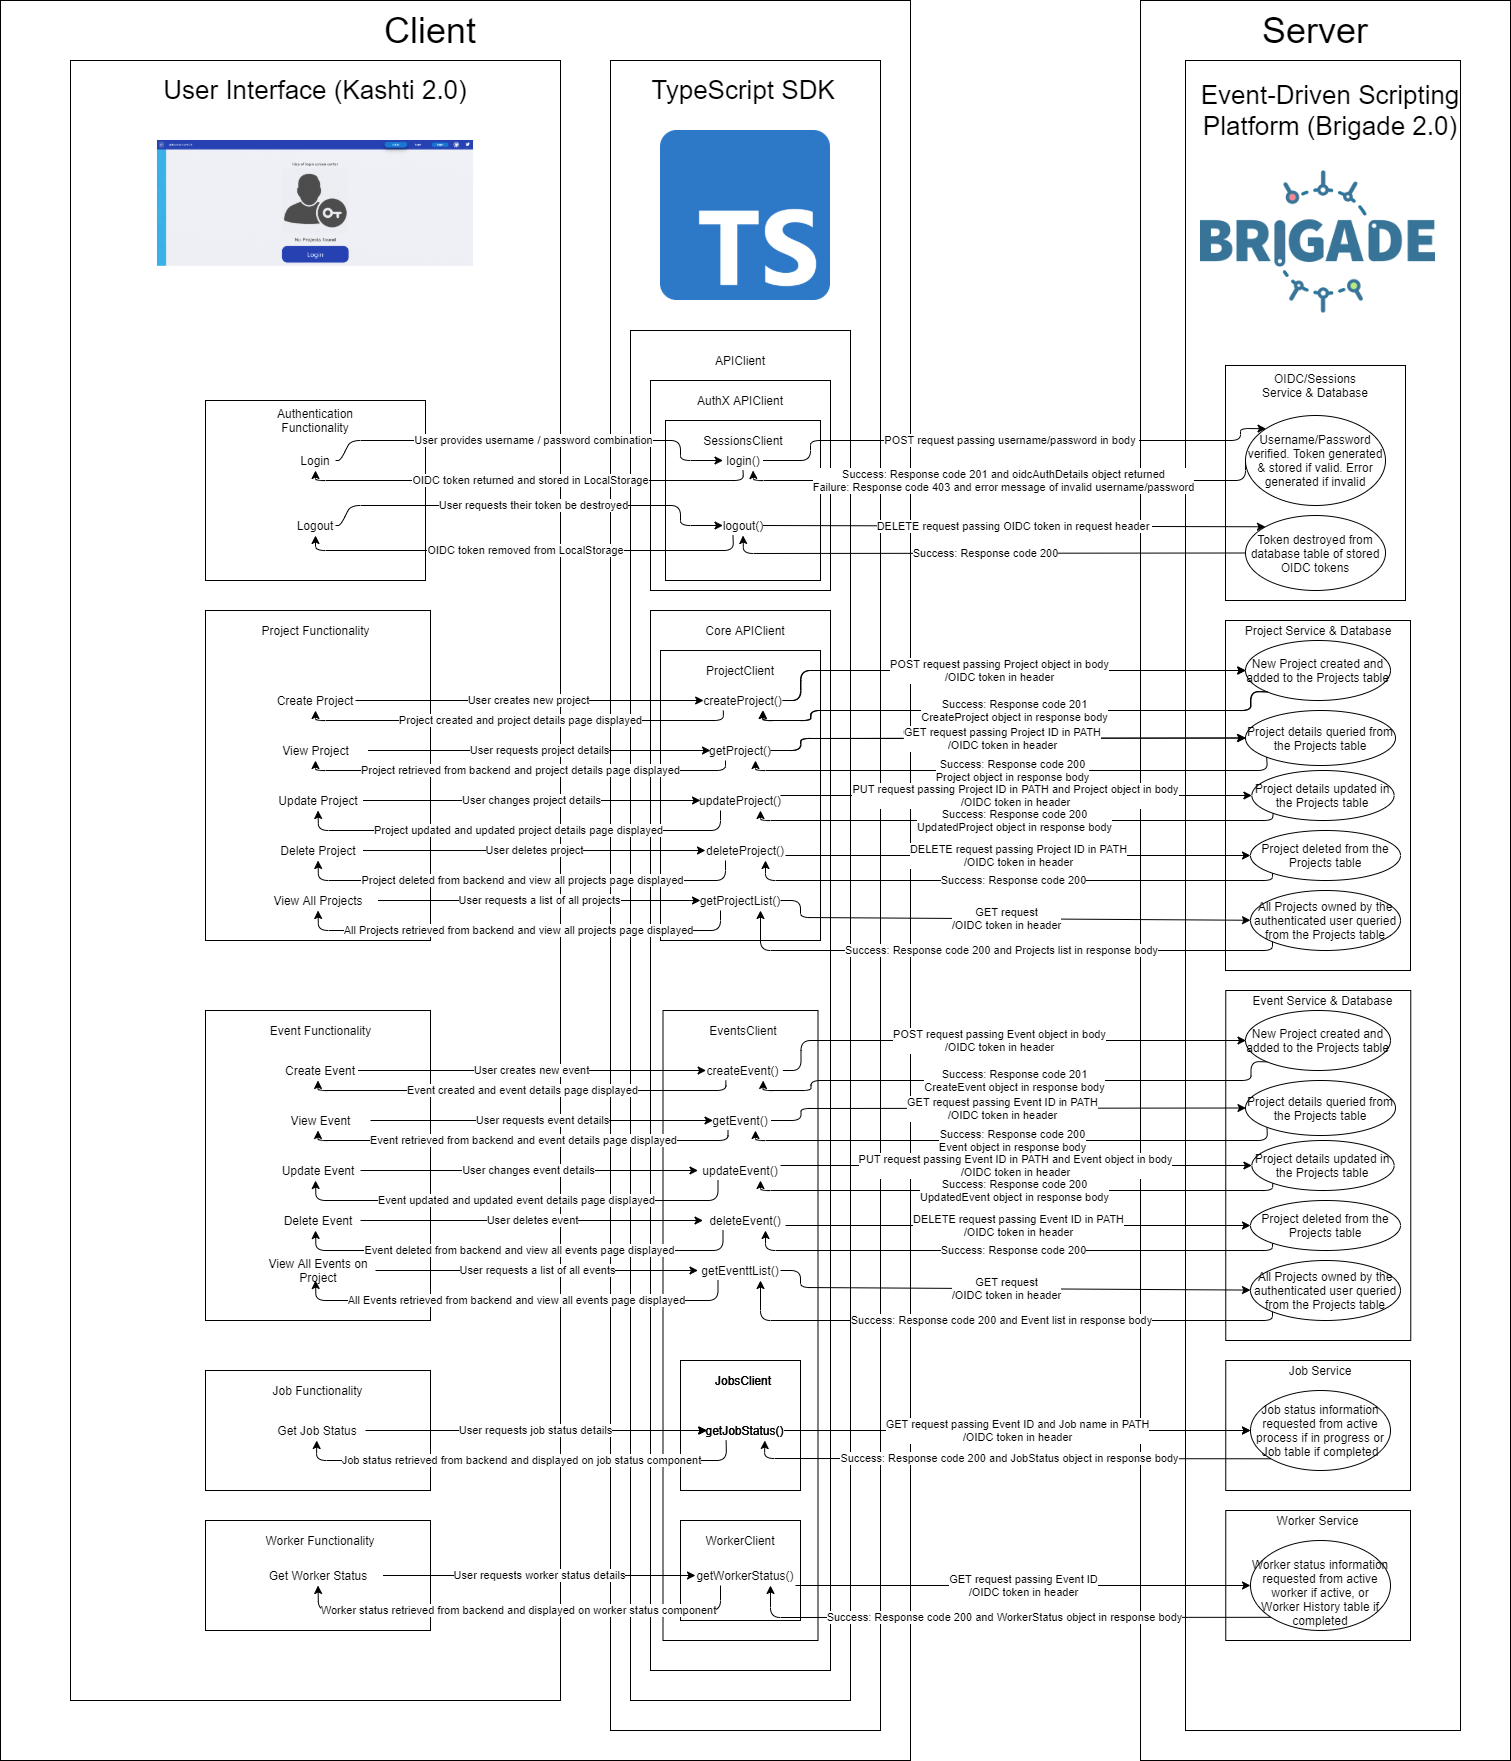 Client
Server
User Interface (Kashti 2.0)
TypeScript SDK
Event-Driven Scripting
Platform (Brigade 2.0)
No Projects found
Login
TS
BRIGADE
APIClient
AuthX APIClient
SessionsClient
OIDC/Sessions
Service & Database
Authentication
Functionality
Login
User provides username / password combination
login()
POST request passing username/password in body
Username/Password
verified. Token generated
& stored if valid. Error
generated if invalid
OIDC token returned and stored in LocalStorage
Success: Response code 201 and oidcAuthDetails object returned
Failure: Response code 403 and error message of invalid username/password
Logout
User requests their token be destroyed
logout()
DELETE request passing OIDC token in request header
Token destroyed from
database table of stored
OIDC tokens
OIDC token removed from LocalStorage
Success: Response code 200
Project Functionality
Core APIClient
ProjectClient
Project Service & Database
Create Project
User creates new project
createProject()
POST request passing Project object in body
/OIDC token in header
New Project created and
added to the Projects table
Project created and project details page displayed
Success: Response code 201
CreateProject object in response body
View Project
User requests project details
getProject()
GET request passing Project ID in PATH
/OIDC token in header
Project details queried from
the Projects table
Project retrieved from backend and project details page displayed
Success: Response code 200
Project object in response body
Update Project
User changes project details
updateProject()
PUT request passing Project ID in PATH and Project object in body
/OIDC token in header
Project details updated in
the Projects table
Project updated and updated project details page displayed
Success: Response code 200
UpdatedProject object in response body
Delete Project
User deletes project
deleteProject()
DELETE request passing Project ID in PATH
/OIDC token in header
Project deleted from the
Projects table
Project deleted from backend and view all projects page displayed
Success: Response code 200
View All Projects
User requests a list of all projects
getProjectList()
GET request
/OIDC token in header
All Projects owned by the
authenticated user queried
from the Projects table
All Projects retrieved from backend and view all projects page displayed
Success: Response code 200 and Projects list in response body
Event Functionality
EventsClient
Event Service & Database
Create Event
User creates new event
createEvent()
POST request passing Event object in body
/OIDC token in header
New Project created and
added to the Projects table
Event created and event details page displayed
Success: Response code 201
CreateEvent object in response body
View Event
User requests event details
getEvent()
GET request passing Event ID in PATH
/OIDC token in header
Project details queried from
the Projects table
Event retrieved from backend and event details page displayed
Success: Response code 200
Event object in response body
Update Event
User changes event details
updateEvent()
PUT request passing Event ID in PATH and Event object in body
/OIDC token in header
Project details updated in
the Projects table
Event updated and updated event details page displayed
Success: Response code 200
UpdatedEvent object in response body
Delete Event
User deletes event
deleteEvent()
DELETE request passing Event ID in PATH
/OIDC token in header
Project deleted from the
Projects table
Event deleted from backend and view all events page displayed
Success: Response code 200
View All Events on
Project
User requests a list of all events
getEventtList()
GET request
/OIDC token in header
All Projects owned by the
authenticated user queried
from the Projects table
All Events retrieved from backend and view all events page displayed
Success: Response code 200 and Event list in response body
Job Functionality
JobsClient
Job Service
Get Job Status
User requests job status details
getJobStatus()
GET request passing Event ID and Job name in PATH
/OIDC token in header
Job status information
requested from active
process if in progress or
Job table if completed
Job status retrieved from backend and displayed on job status component
Success: Response code 200 and JobStatus object in response body
Worker Functionality
WorkerClient
Worker Service
Get Worker Status
User requests worker status details
getWorkerStatus()
GET request passing Event ID
/OIDC token in header
Worker status information
requested from active
worker if active, or
Worker History table if
completed
Worker status retrieved from backend and displayed on worker status component
Success: Response code 200 and WorkerStatus object in response body